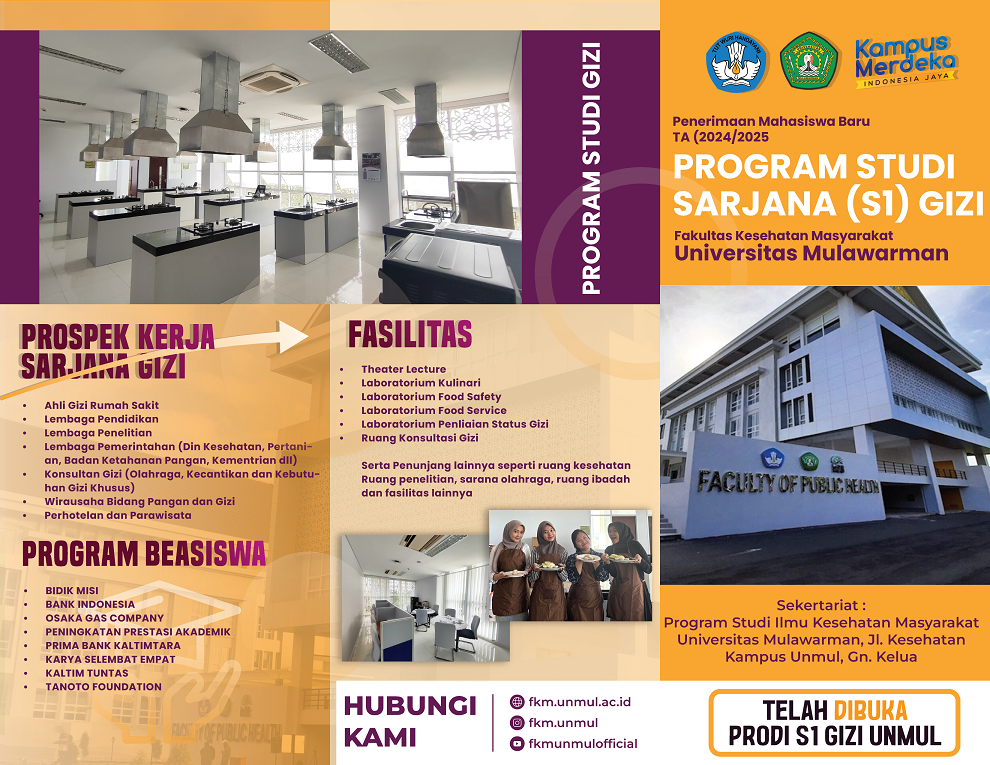 TUT WURI HANDAYANI
Kampus
Merdeka
INDONESIA JAYA
Penerimaan Mahasiswa Baru
TA (2024/2025
PROGRAM STUDI
SARJANA (S1) GIZI
Fakultas Kesehatan Masyarakat
Universitas Mulawarman
FACULTY OF PUBLIC HEALTH
Sekertariat :
Program Studi Ilmu Kesehatan Masyarakat
Universitas Mulawarman, Jl. Kesehatan
Kampus Unmul, Gn. Kelua
TELAH DIBUKA
PRODI S1 GIZI UNMUL
PROGRAM STUDI GIZI
PROSPEK KERJA
SARJANA GIZI
• Ahli Gizi Rumah Sakit
• Lembaga Pendidikan
• Lembaga Penelitian
• Lembaga Pemerintahan (Din Kesehatan, Pertani-
an, Badan Ketahanan Pangan, Kementrian dll)
• Konsultan Gizi (Olahraga, Kecantikan dan Kebutu-
han Gizi Khusus)
• Wirausaha Bidang Pangan dan Gizi
• Perhotelan dan Parawisata
PROGRAM BEASISWA
• BIDIK MISI
• BANK INDONESIA
• OSAKA GAS COMPANY
• PENINGKATAN PRESTASI AKADEMIK
• PRIMA BANK KALTIMTARA
• KARYA SELEMBAT EMPAT
• KALTIM TUNTAS
• TANOTO FOUNDATION
FACULTY OF PUBLIC HEALTH
FASILITAS
• Theater Lecture
• Laboratorium Kulinari
• Laboratorium Food Safety
• Laboratorium Food Service
• Laboratorium Penliaian Status Gizi
• Ruang Konsultasi Gizi
Serta Penunjang lainnya seperti ruang kesehatan
Ruang penelitian, sarana olahraga, ruang ibadah
dan fasilitas lainnya
HUBUNGI
KAMI
fkm.unmul.ac.id
fkm.unmul
fkmunmulofficial